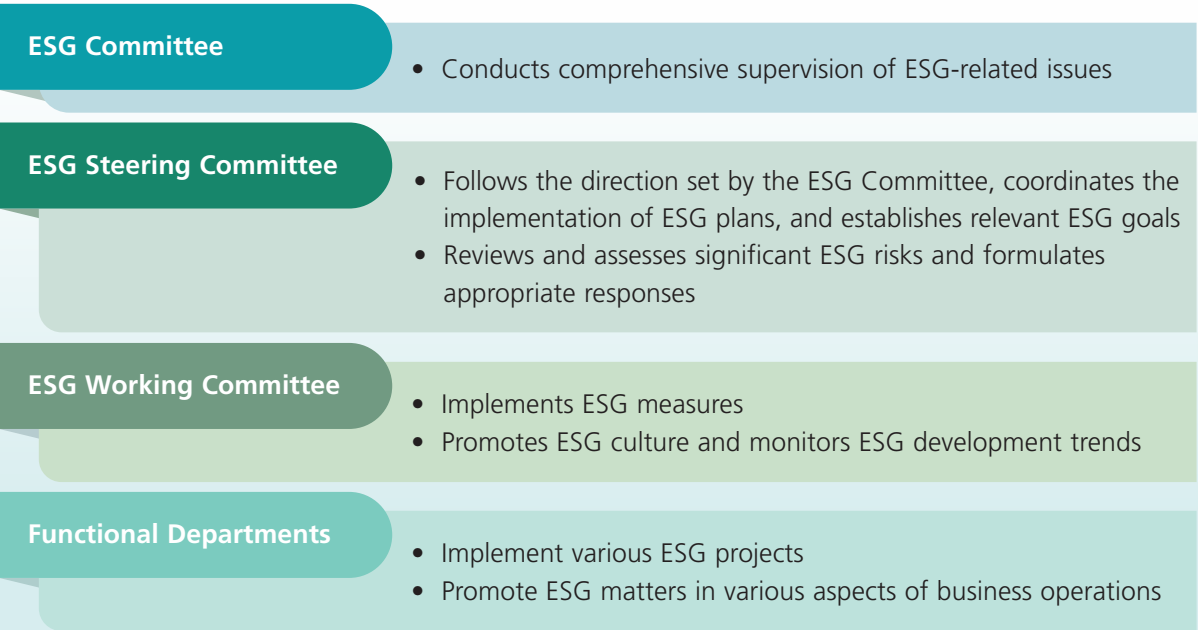 ESG Committee
• Conducts comprehensive supervision of ESG-related issues
ESG Steering Committee
• Follows the direction set by the ESG Committee, coordinates the
implementation of ESG plans, and establishes relevant ESG goals
• Reviews and assesses significant ESG risks and formulates
appropriate responses
ESG Working Committee
• Implements ESG measures
• Promotes ESG culture and monitors ESG development trends
Functional Departments
• Implement various ESG projects
• Promote ESG matters in various aspects of business operations